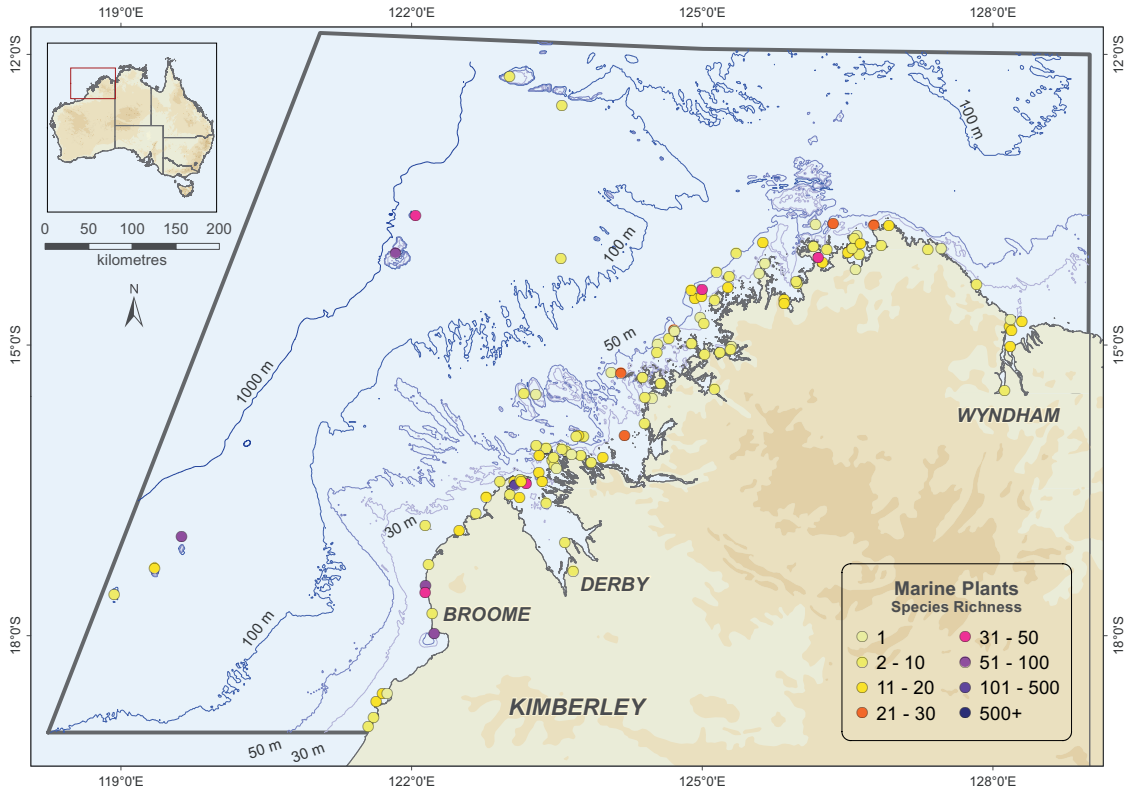 119°0'E 122°0'E 125°0'E 128°0'E
12°0'S 12°0'S
100 m
0 50 100 150 200
kilometres
100 m
N
50 m
15°0'S 15°0'S
1000 m
WYNDHAM
30 m
DERBY
BROOME
100 m
18°0'S 18°0'S
KIMBERLEY
50 m 30 m
Marine Plants
Species Richness
1 31 - 50
2 - 10 51 - 100
11 - 20 101 - 500
21 - 30 500+
119°0'E 122°0'E 125°0'E 128°0'E